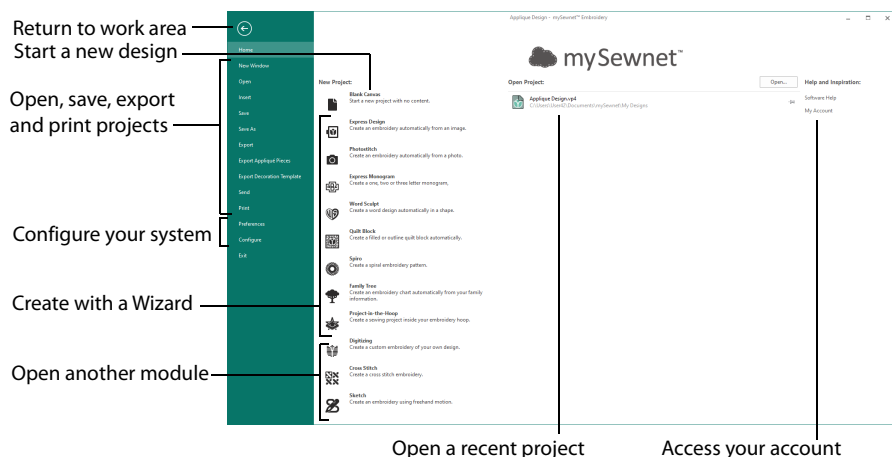 Applique Design - mySewnet™ Embroidery
Return to work area
Start a new design
Open, save, export
and print projects
Configure your system
Create with a Wizard
Open another module
Home
New Window
Open
Insert
Save
Save As
Export
Export Appliqué Pieces
Export Decoration Template
Send
Print
Preferences
Configure
Exit
mySewnet™
New Project:
Blank Canvas
Start a new project with no content.
Express Design
Create an embroidery automatically from an image.
Photostitch
Create an embroidery automatically from a photo.
Express Monogram
Create a one, two or three letter monogram.
Word Sculpt
Create a word design automatically in a shape.
Quilt Block
Create a filled or outline quilt block automatically.
Spiro
Create a spiral embroidery pattern.
Family Tree
Create an embroidery chart automatically from your family
information.
Project-in-the-Hoop
Create a sewing project inside your embroidery hoop.
Digitizing
Create a custom embroidery of your own design.
Cross Stitch
Create a cross stitch embroidery.
Sketch
Create an embroidery using freehand motion.
Open Project:
Open...
Applique Design.vp4
Help and Inspiration:
Software Help
My Account
Open a recent project
Access your account